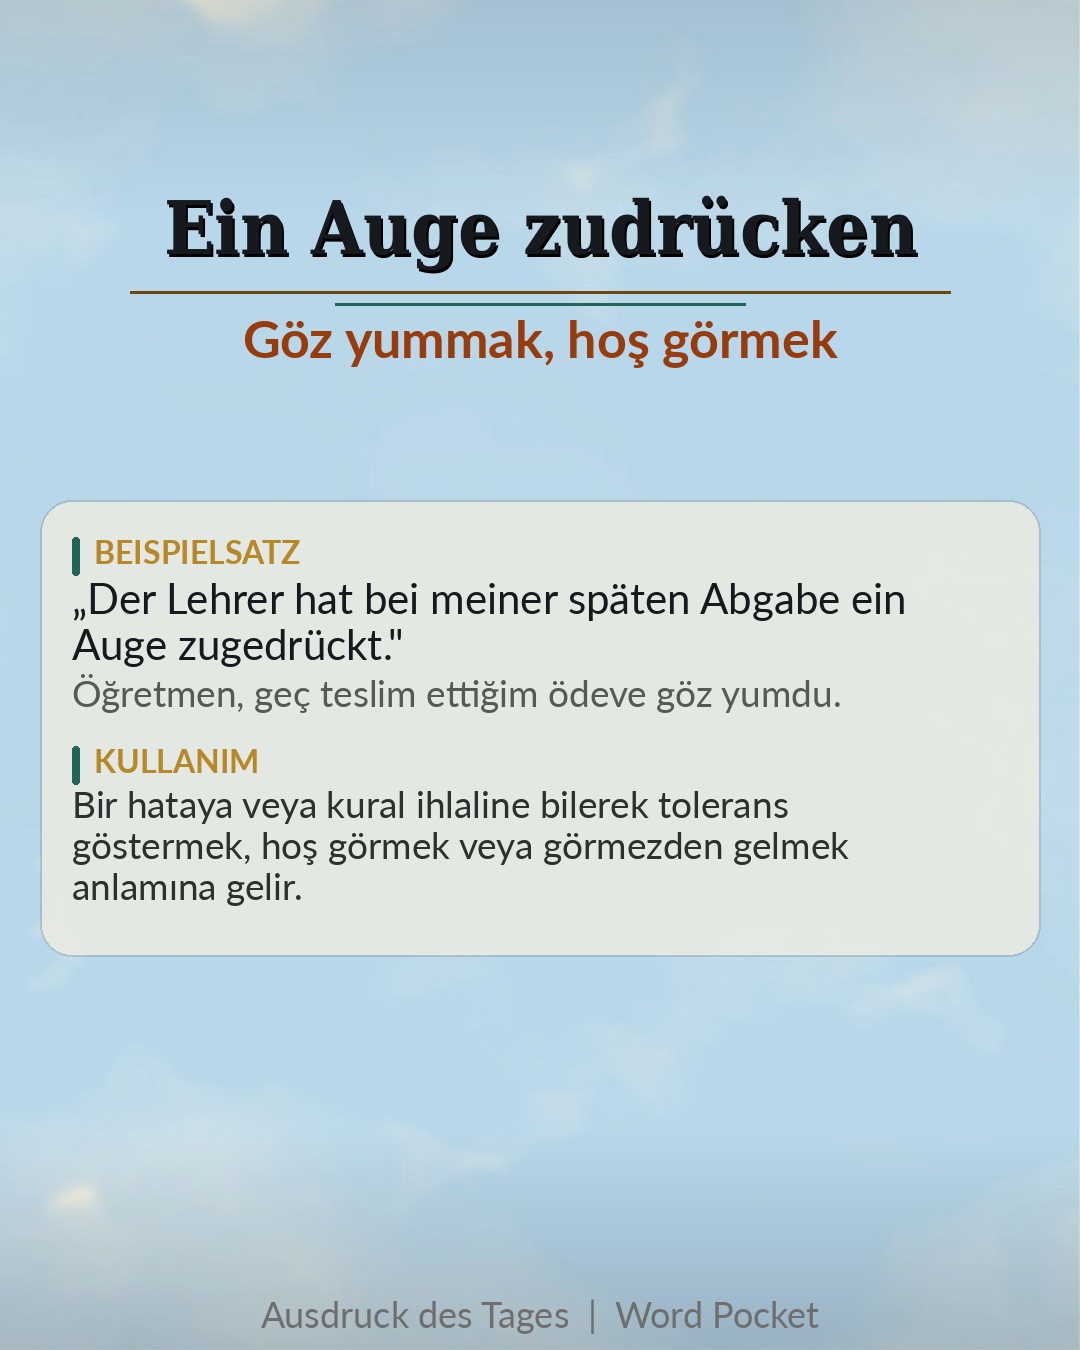 Ein Auge zudrücken
Göz yummak, hoş görmek
BEISPIELSATZ
„Der Lehrer hat bei meiner späten Abgabe ein
Auge zugedrückt."
Öğretmen, geç teslim ettiğim ödeve göz yumdu.
KULLANIM
Bir hataya veya kural ihlaline bilerek tolerans
göstermek, hoş görmek veya görmezden gelmek
anlamına gelir.
Ausdruck des Tages | Word Pocket